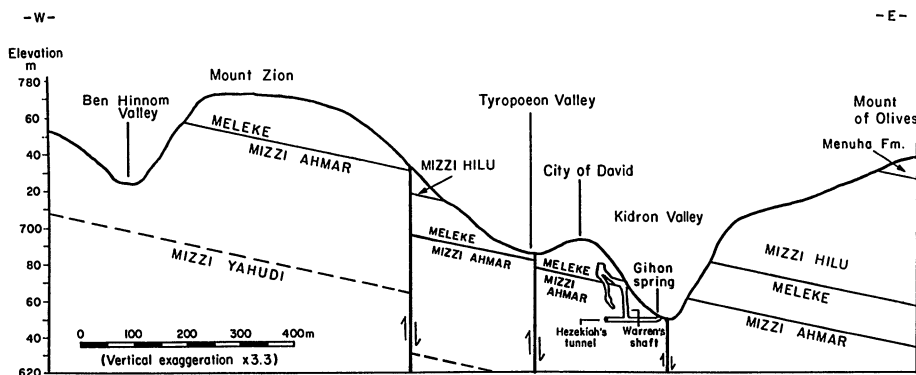 -W-
-E-
Elevation
m
780
60
40
20
700
80
60
40
620
Ben Hinnom
Valley
Mount Zion
Tyropoeon Valley
City of David
Kidron Valley
Mount
of Olives
Menuha Fm.
MELEKE
MIZZI AHMAR
MIZZI HILU
MIZZI YAHUDI
MELEKE
MIZZI AHMAR
MELEKE
MIZZI
AHMAR
Gihon
spring
Hezekiah's
tunnel
Warren's
shaft
MIZZI HILU
MELEKE
MIZZI AHMAR
0 100 200 300 400m
(Vertical exaggeration x3.3)